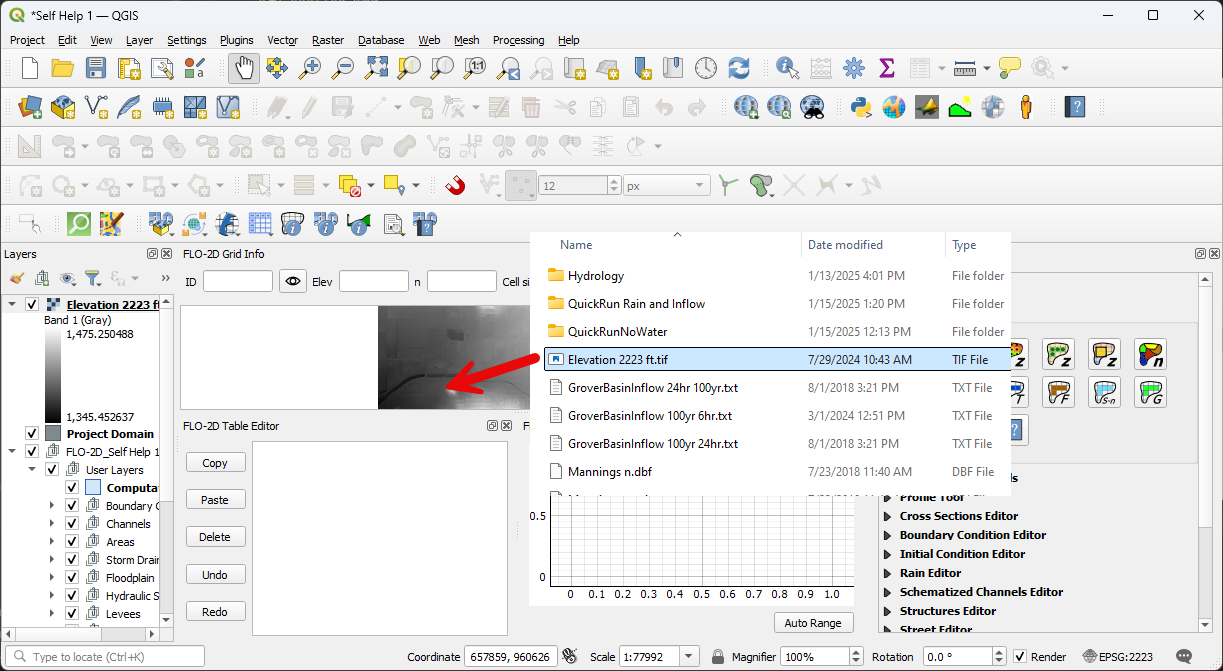 *Self Help 1 — QGIS
Project Edit View Layer Settings Plugins Vector Raster Database Web Mesh Processing Help
12 px
Layers
FLO-2D Grid Info
ID Elev n Cell si
Elevation 2223 ft
Band 1 (Gray)
1,475.250488
1,345.452637
Project Domain
FLO-2D_Self Help 1
User Layers
Computa
Boundary C
Channels
Areas
Storm Drain
Floodplain
Hydraulic S
Levees
FLO-2D Table Editor
F
Copy
Paste
Delete
Undo
Redo
Name Date modified Type
Hydrology 1/13/2025 4:01 PM File folder
QuickRun Rain and Inflow 1/15/2025 1:20 PM File folder
QuickRunNoWater 1/15/2025 12:13 PM File folder
Elevation 2223 ft.tif 7/29/2024 10:43 AM TIF File
GroverBasinInflow 24hr 100yr.txt 8/1/2018 3:21 PM TXT File
GroverBasinInflow 100yr 6hr.txt 3/1/2024 12:51 PM TXT File
GroverBasinInflow 100yr 24hr.txt 8/1/2018 3:21 PM TXT File
Mannings n.dbf 7/23/2018 11:40 AM DBF File
0.5
0
0 0.1 0.2 0.3 0.4 0.5 0.6 0.7 0.8 0.9 1.0
Auto Range
ls
Profile Tool
Cross Sections Editor
Boundary Condition Editor
Initial Condition Editor
Rain Editor
Schematized Channels Editor
Structures Editor
Street Editor
Type to locate (Ctrl+K) Coordinate 657859, 960626 Scale 1:77992 Magnifier 100% Rotation 0.0 ° Render EPSG:2223